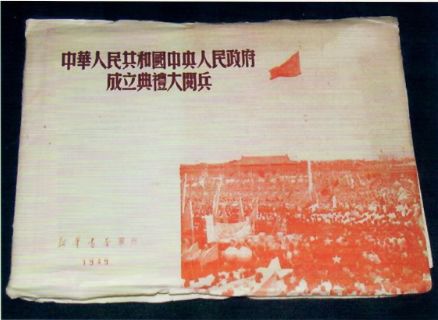 中華人民共和國中央人民政府
成立典禮大閱兵
新華書店發行
1949